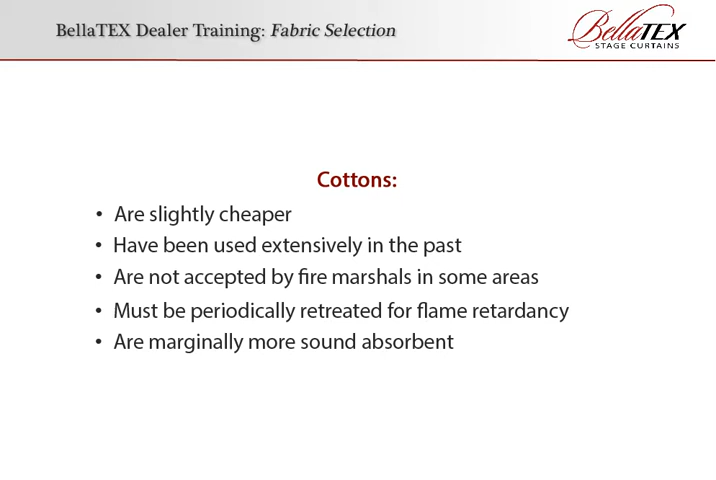 BellaTEX Dealer Training: Fabric Selection
BellaTEX
STAGE CURTAINS
Cottons:
• Are slightly cheaper
• Have been used extensively in the past
• Are not accepted by fire marshals in some areas
• Must be periodically retreated for flame retardancy
• Are marginally more sound absorbent